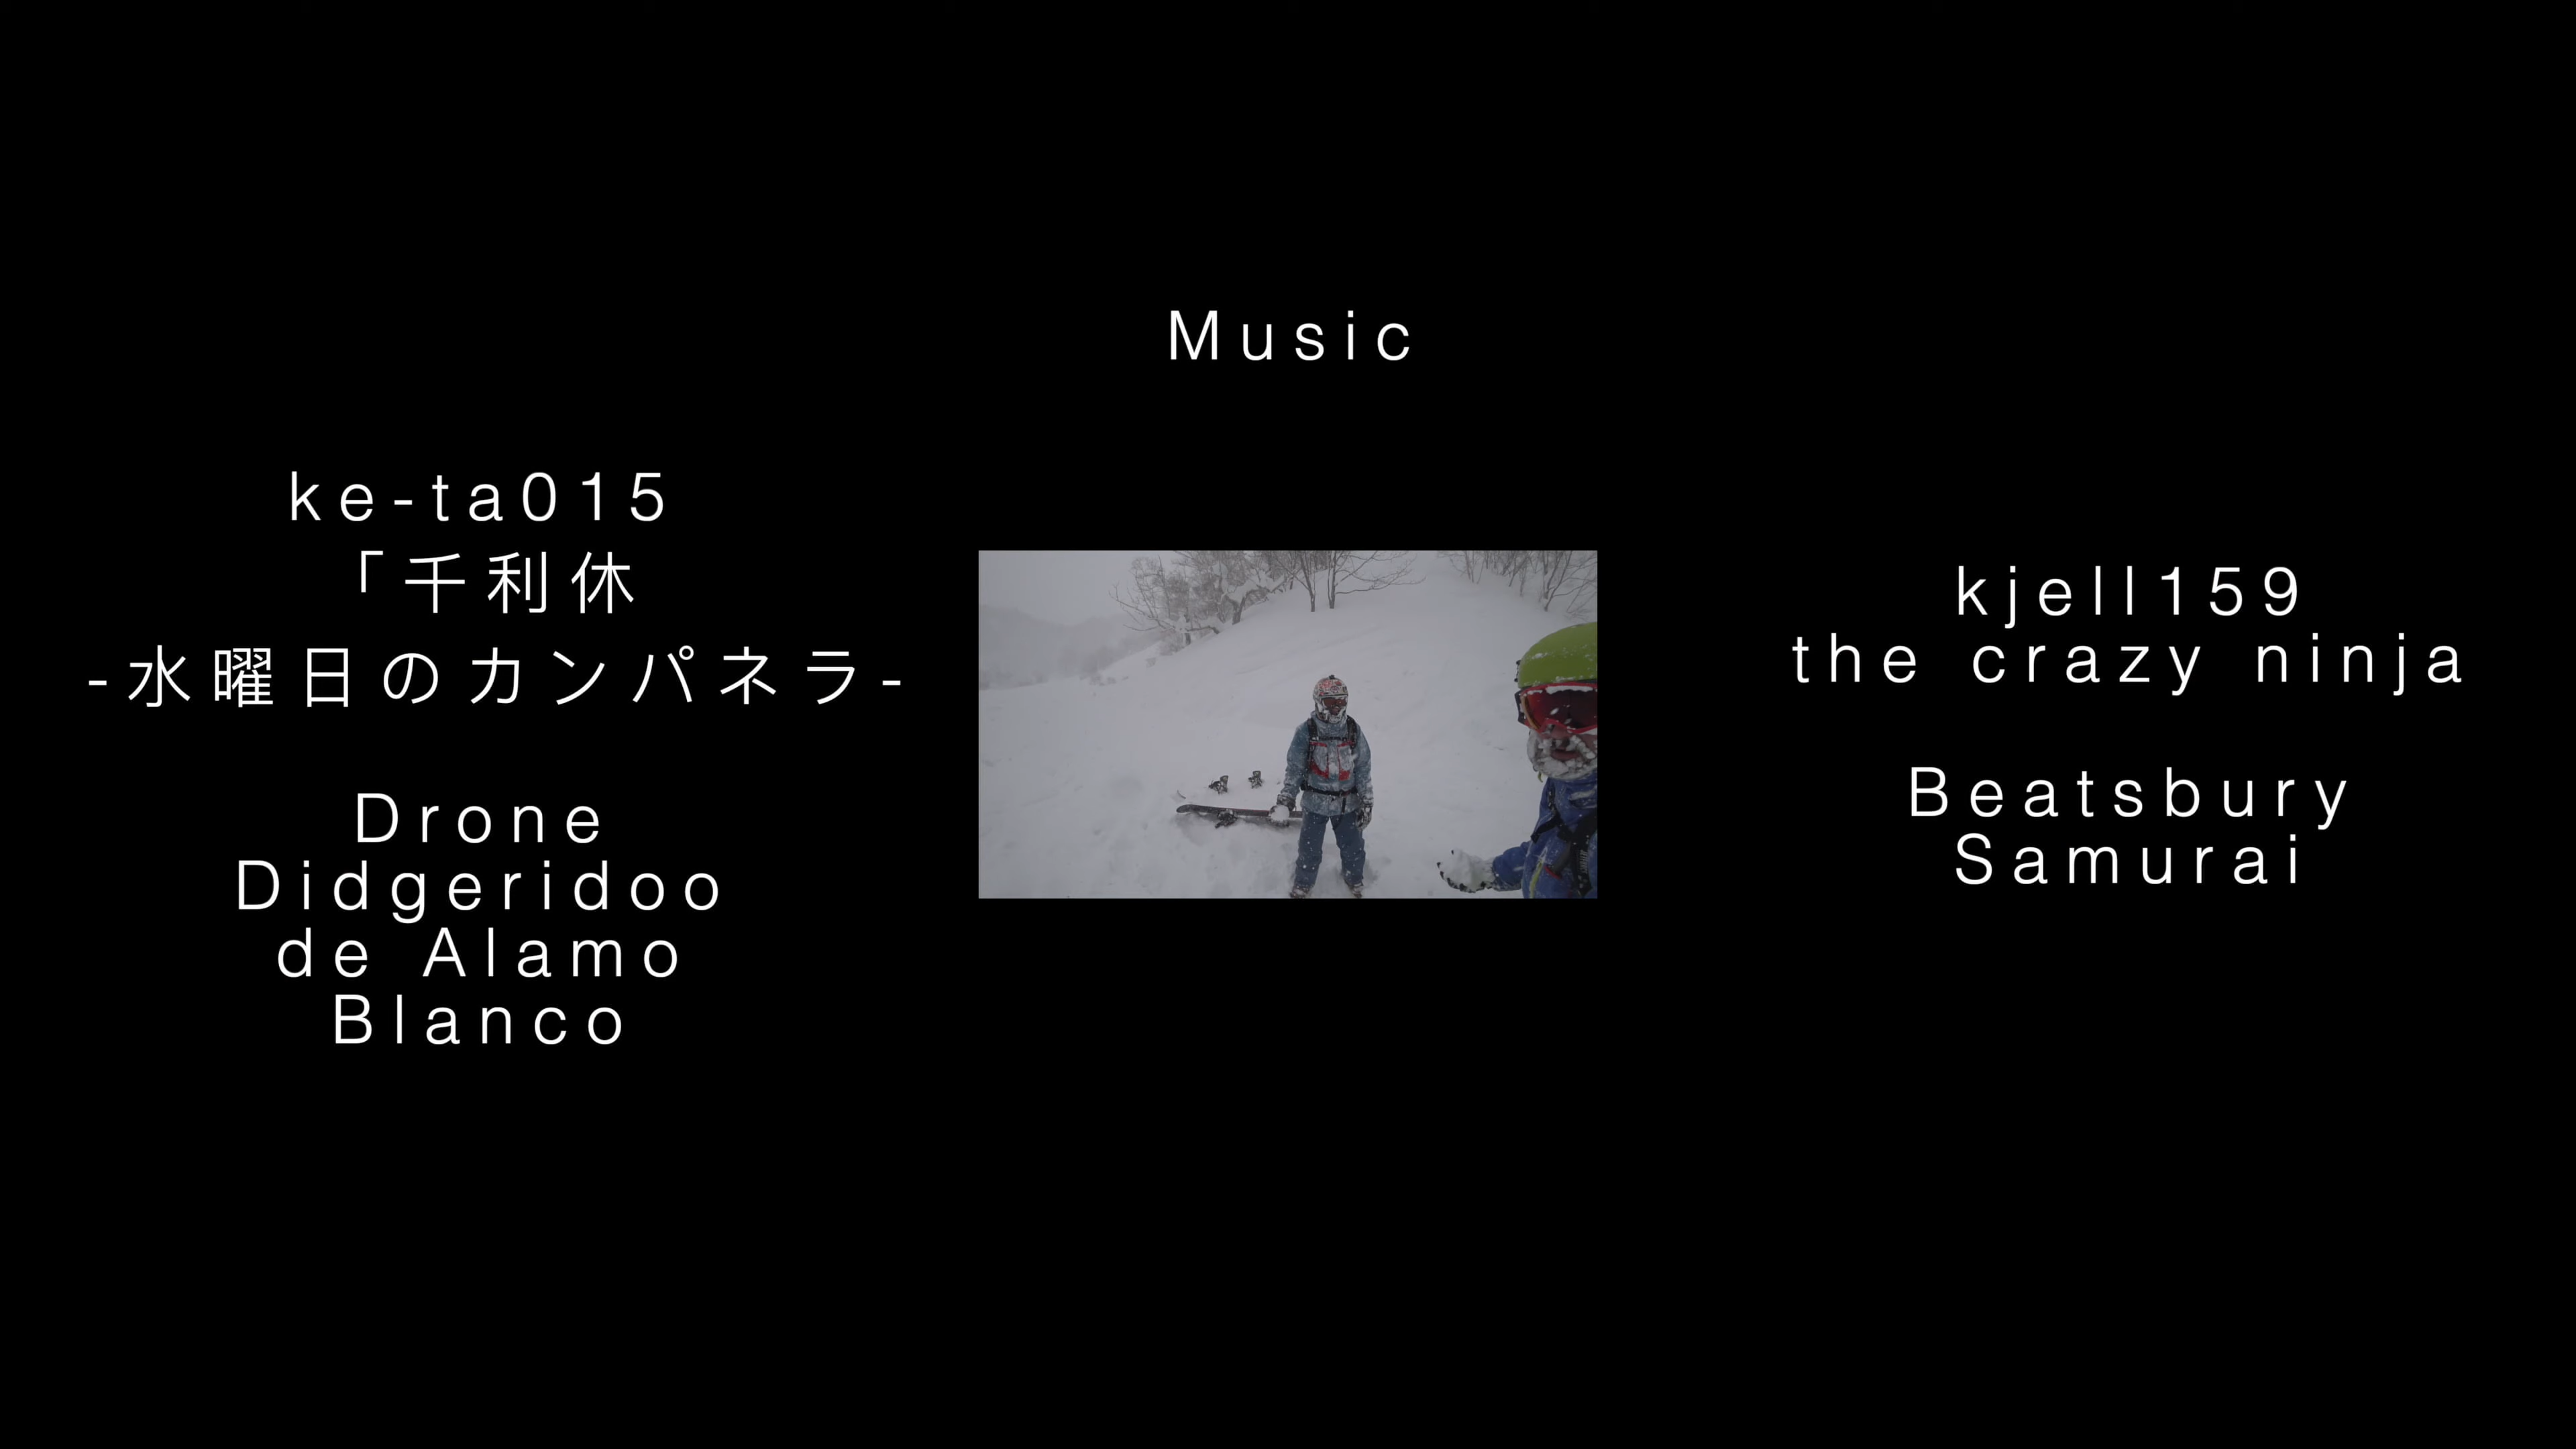 Music
ke-ta015
「千利休
-水曜日のカンパネラ-
Drone
Didgeridoo
de Alamo
Blanco
kjell159
the crazy ninja
Beatsbury
Samurai